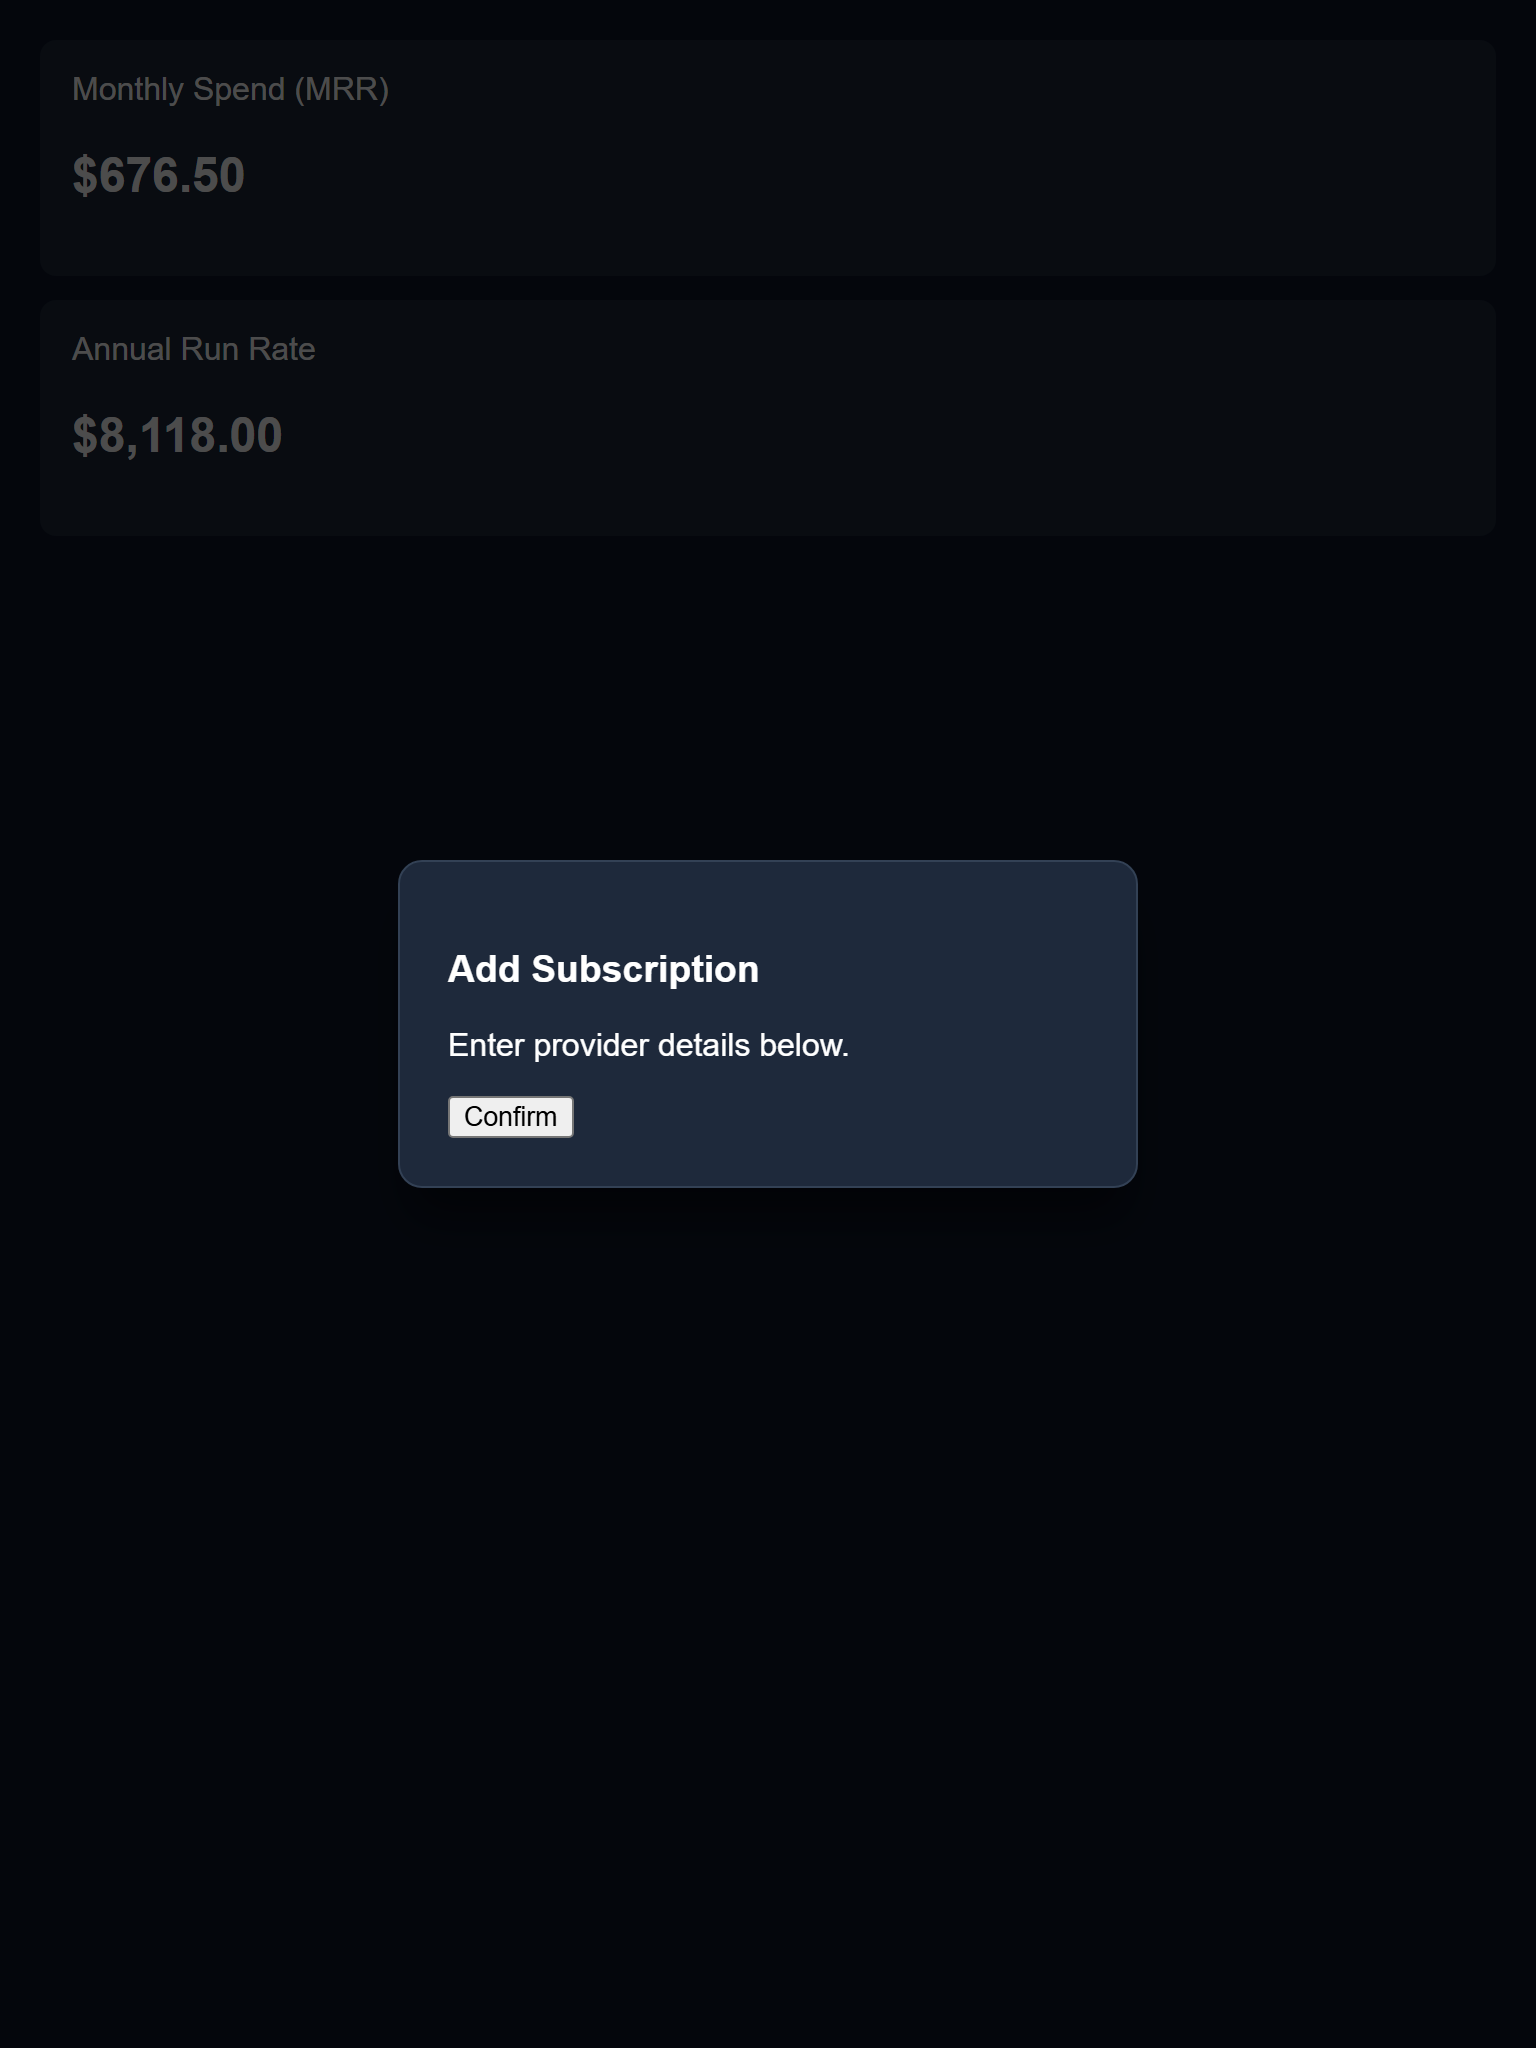 Monthly Spend (MRR)
$676.50
Annual Run Rate
$8,118.00
Add Subscription
Enter provider details below.
Confirm